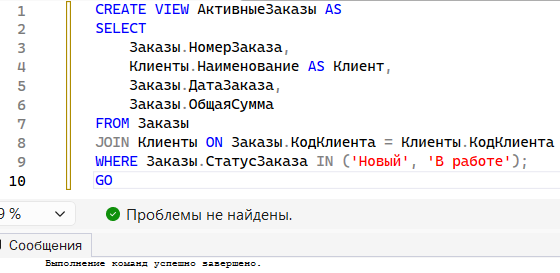 1 CREATE VIEW АктивныеЗаказы AS
2 SELECT
3 Заказы.НомерЗаказа,
4 Клиенты.Наименование AS Клиент,
5 Заказы.ДатаЗаказа,
6 Заказы.ОбщаяСумма
7 FROM Заказы
8 JOIN Клиенты ON Заказы.КодКлиента = Клиенты.КодКлиента
9 WHERE Заказы.СтатусЗаказа IN ('Новый', 'В работе');
10 GO
9 % Проблемы не найдены.
Сообщения
Выполнение команд успешно завершено.